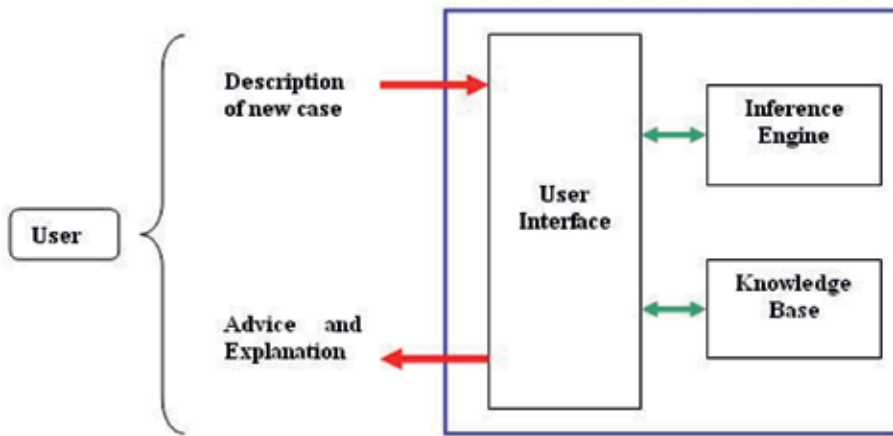 User
Description
of new case
Advice and
Explanation
User
Interface
Inference
Engine
Knowledge
Base